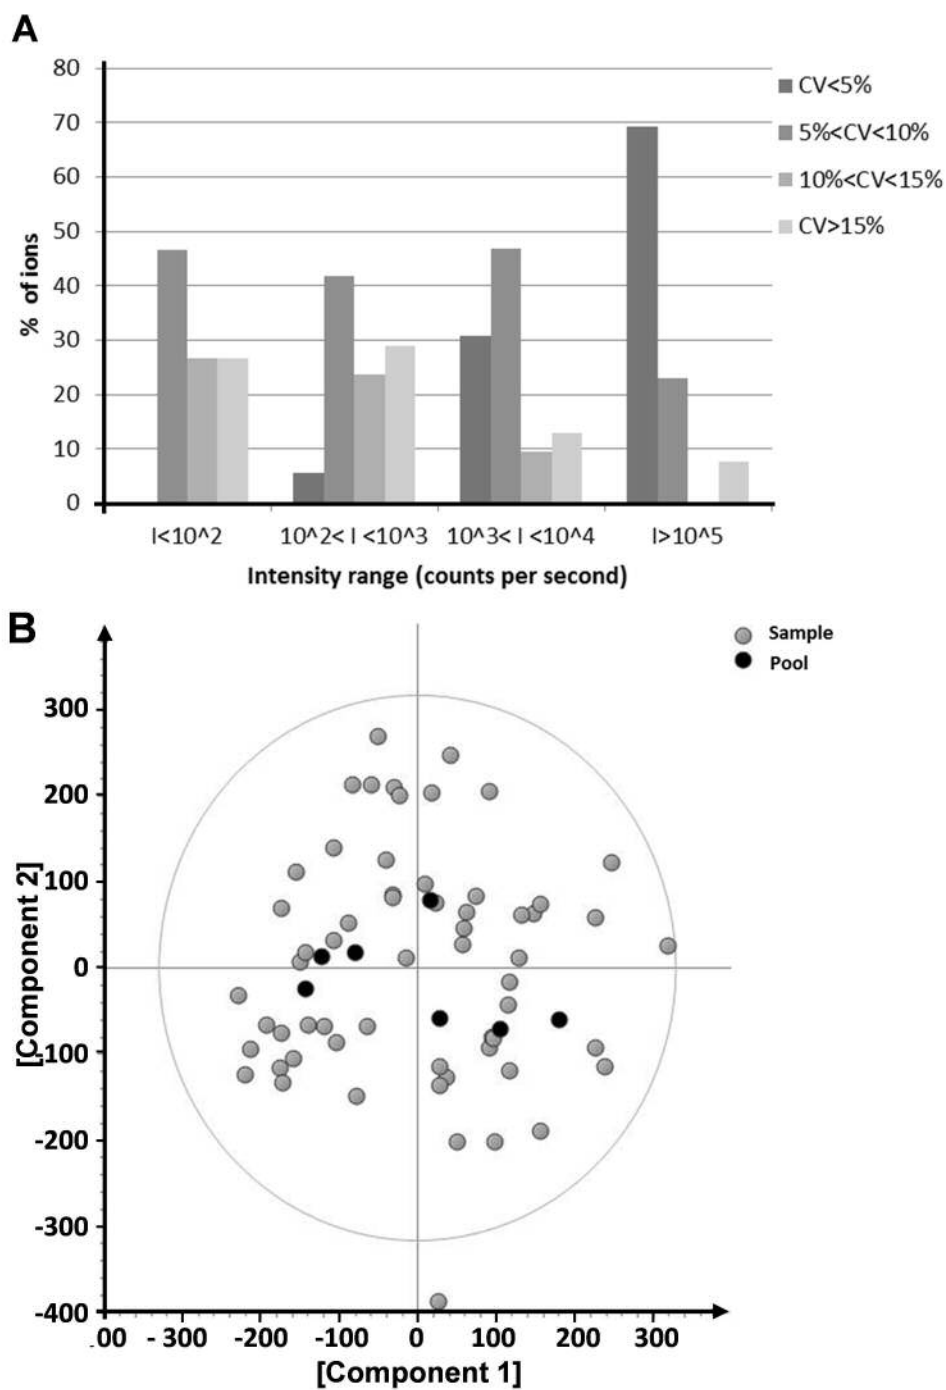 A
80
70
60
50
40
30
20
10
0
% of ions
CV<5%
5%<CV<10%
10%<CV<15%
CV>15%
I<10^2 10^2< I <10^3 10^3< I <10^4 I>10^5
Intensity range (counts per second)
B
Sample
Pool
300
200
100
0
-100
-200
-300
-400
[Component 2]
.00 - 300 -200 -100 0 100 200 300
[Component 1]